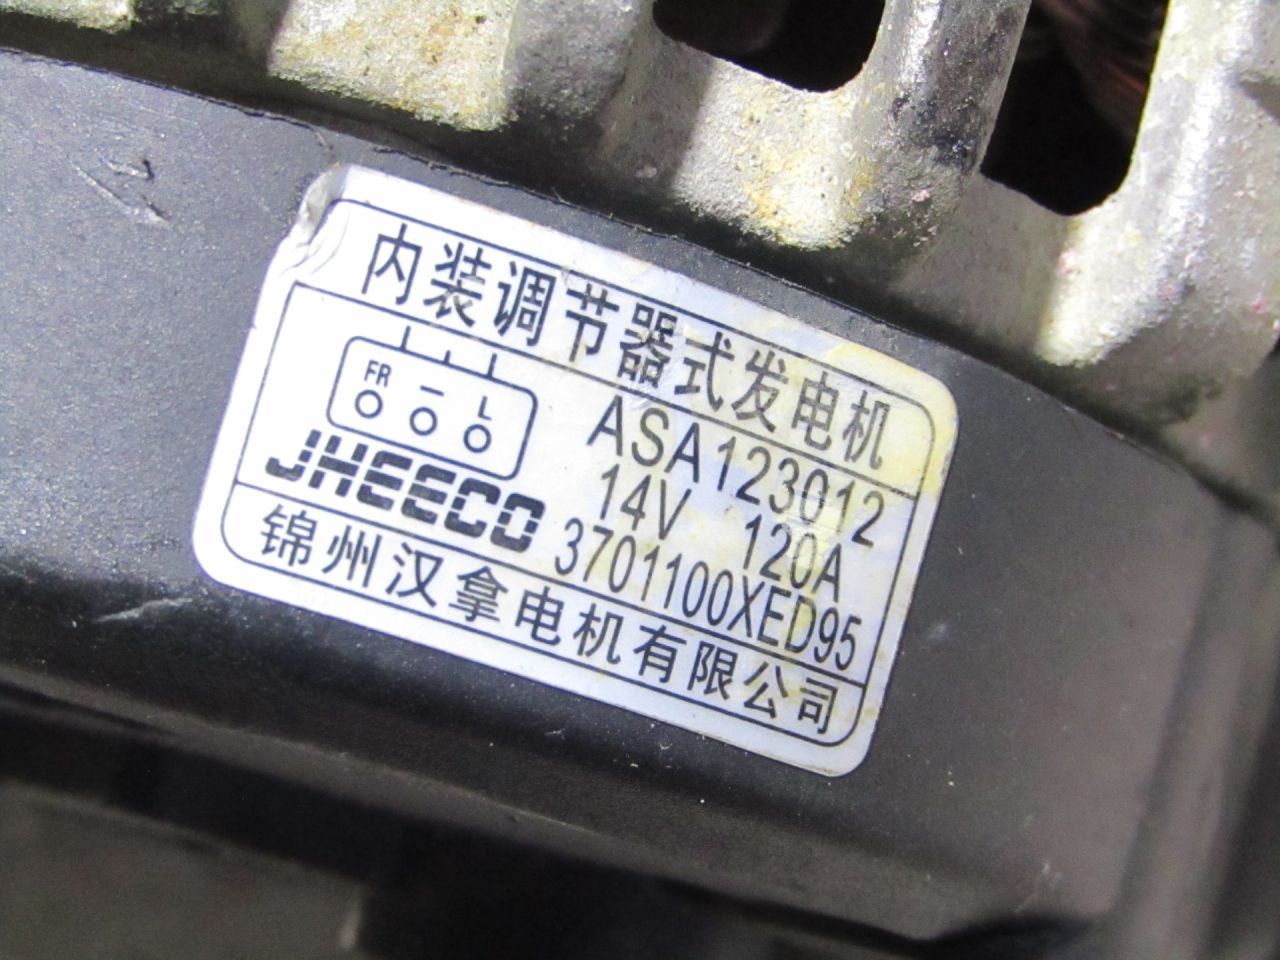 内装调节器式发电机
FR — L
ASA123012
14V 120A
JHEECO
3701100XED95
锦州汉拿电机有限公司